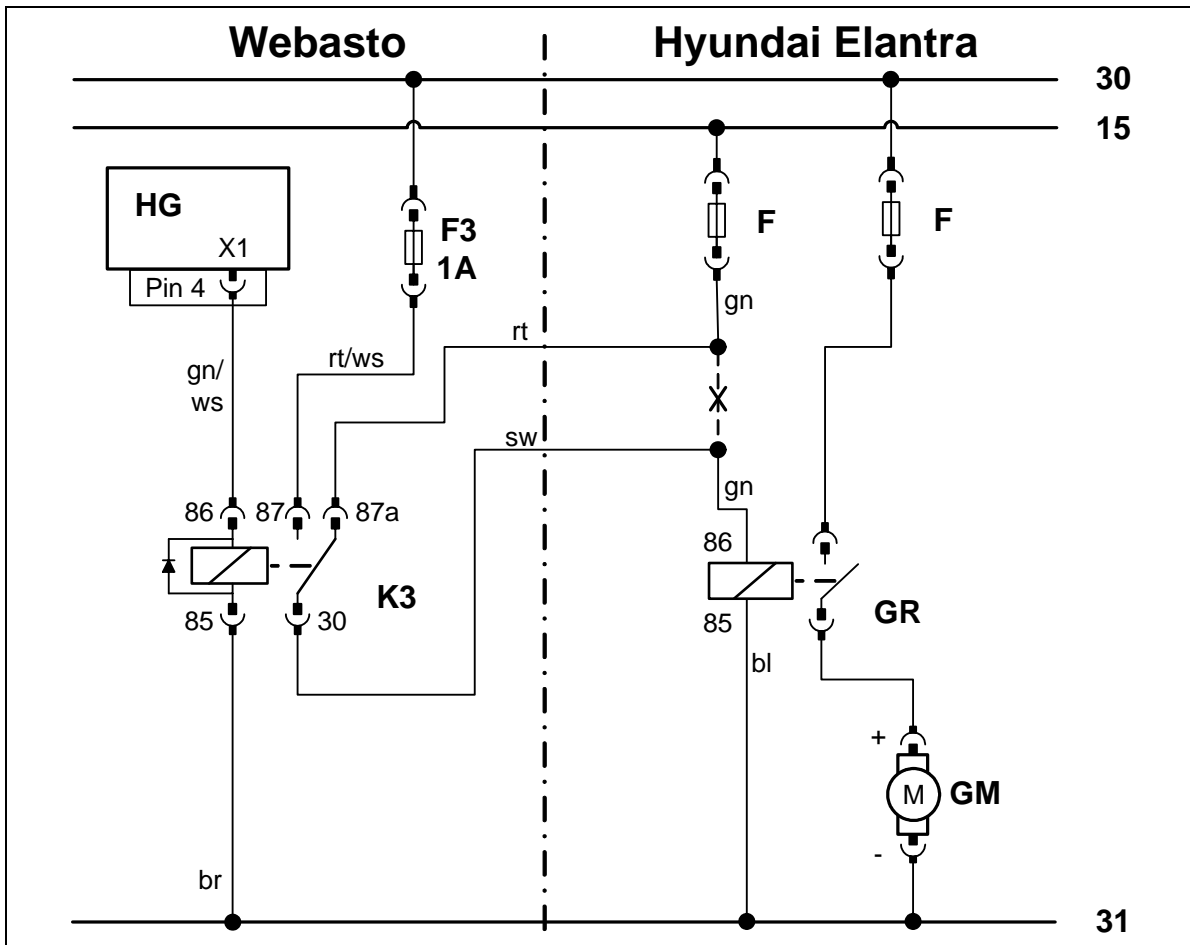 Webasto
Hyundai Elantra
30
15
HG
X1
Pin 4
F3
1A
F
F
gn
rt
rt/ws
gn/
ws
sw
gn
86
87
87a
86
K3
85
30
85
GR
bl
+
M
GM
-
br
31